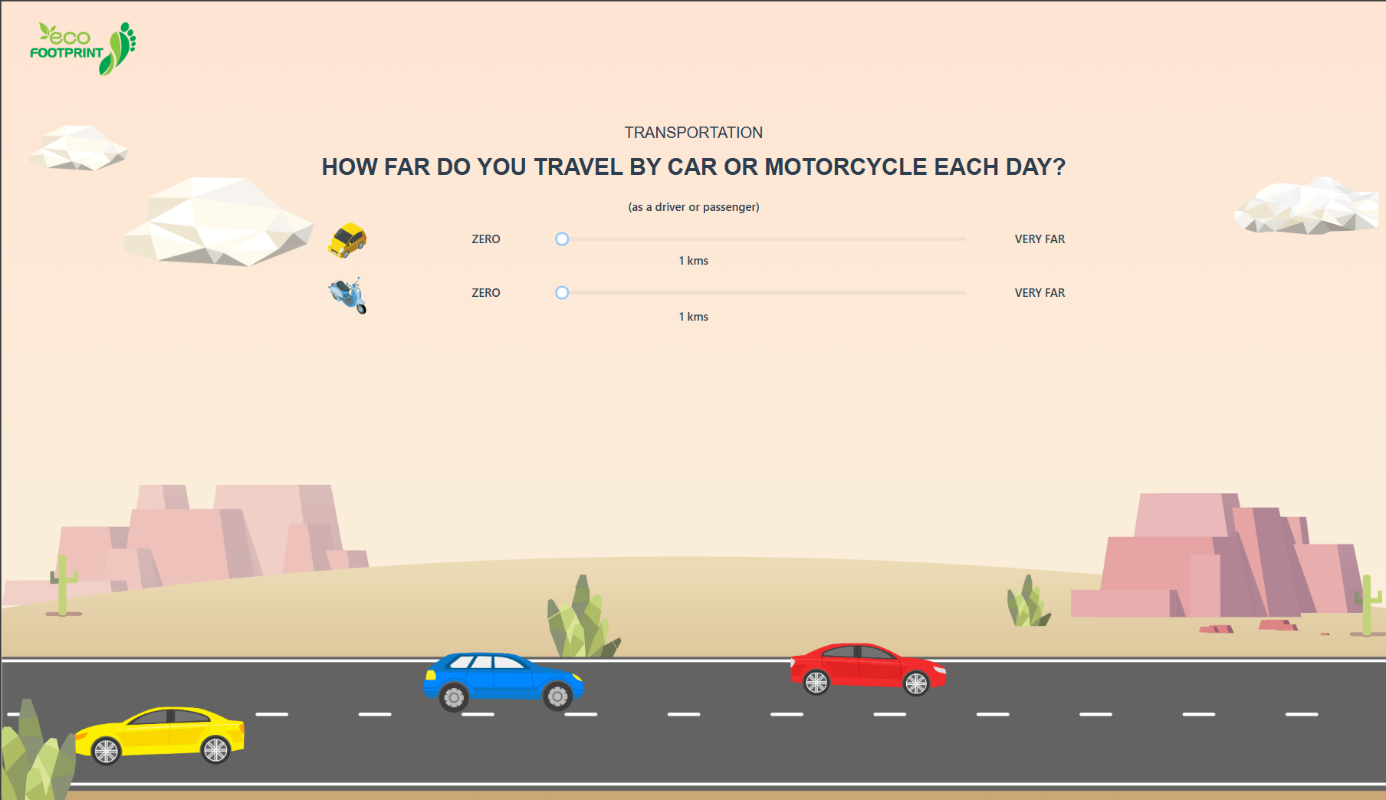 eco
FOOTPRINT
TRANSPORTATION
HOW FAR DO YOU TRAVEL BY CAR OR MOTORCYCLE EACH DAY?
(as a driver or passenger)
ZERO VERY FAR
1 kms
ZERO VERY FAR
1 kms